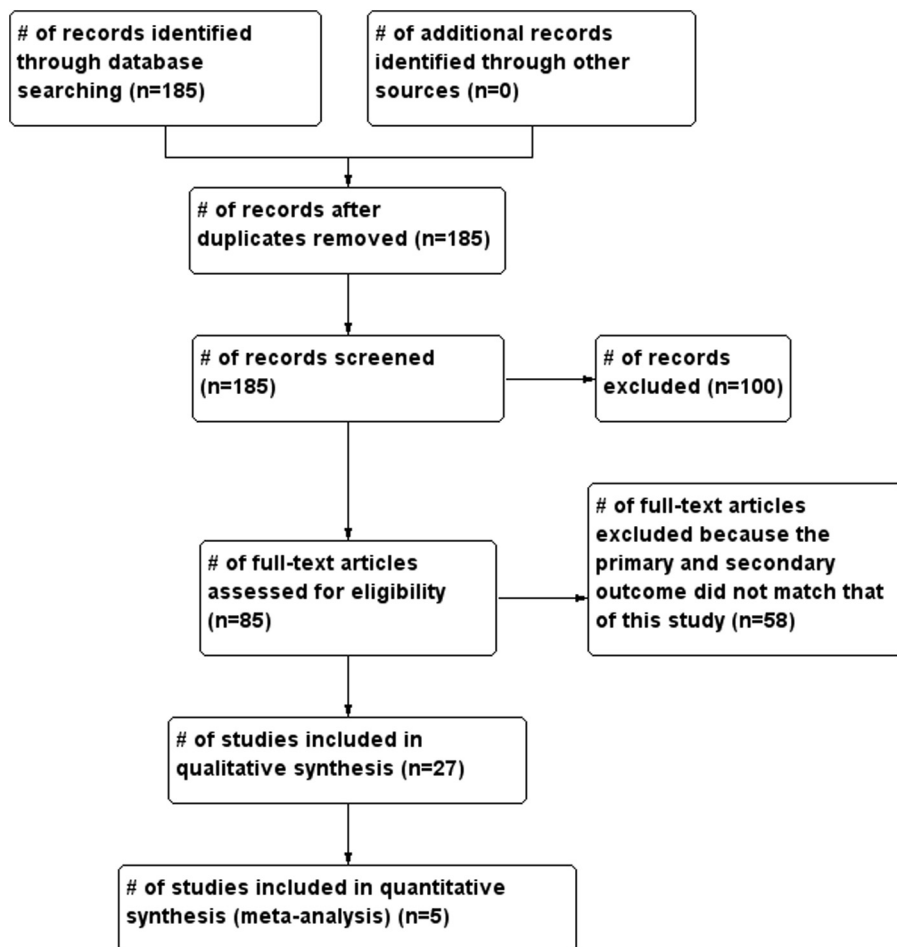 # of records identified
through database
searching (n=185)
# of additional records
identified through other
sources (n=0)
# of records after
duplicates removed (n=185)
# of records screened
(n=185)
# of records
excluded (n=100)
# of full-text articles
assessed for eligibility
(n=85)
# of full-text articles
excluded because the
primary and secondary
outcome did not match that
of this study (n=58)
# of studies included in
qualitative synthesis (n=27)
# of studies included in quantitative
synthesis (meta-analysis) (n=5)